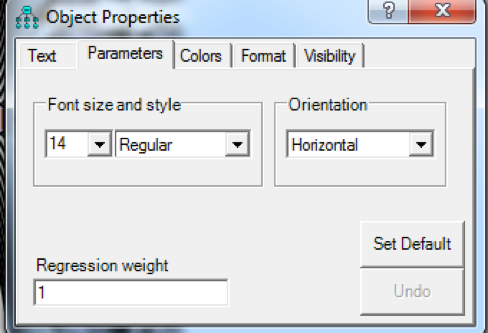 Object Properties
?
X
Text Parameters Colors Format Visibility
Font size and style Orientation
14 Regular Horizontal
Set Default
Regression weight
1 Undo